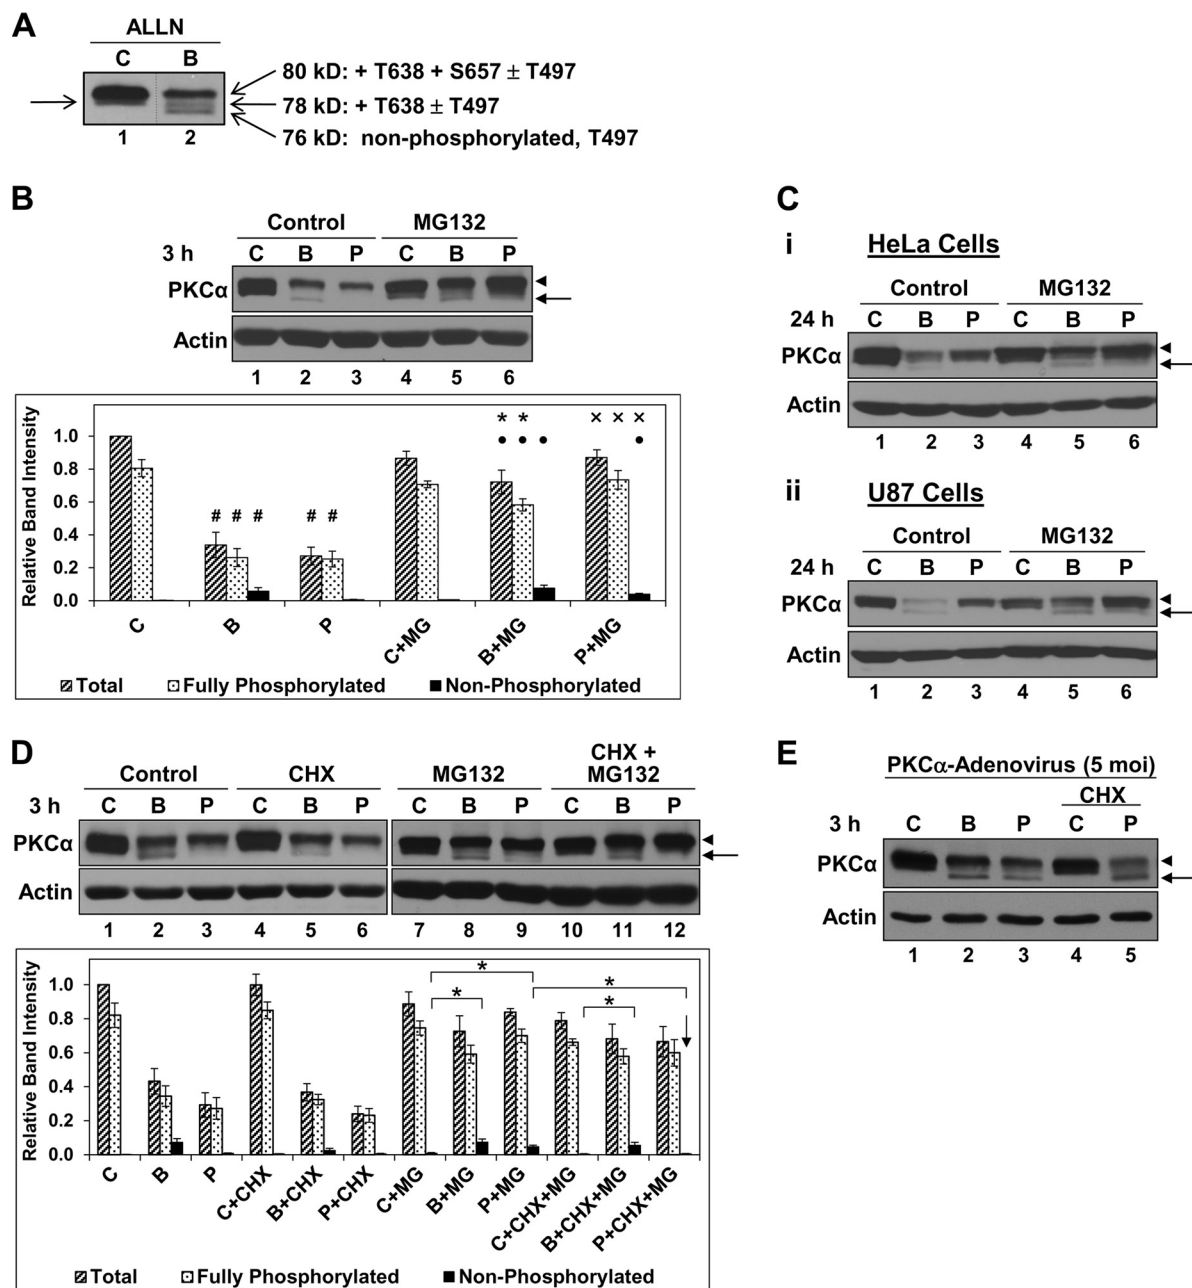 A
ALLN
C B
80 kD: + T638 + S657 ± T497
78 kD: + T638 ± T497
76 kD: non-phosphorylated, T497
1 2
B
Control MG132
3 h C B P C B P
PKCα
Actin
1 2 3 4 5 6
Relative Band Intensity
1.0
0.8
0.6
0.4
0.2
0.0
# # # # # * * × × ×
C B P C+MG B+MG P+MG
Total Fully Phosphorylated Non-Phosphorylated
C
i HeLa Cells
Control MG132
24 h C B P C B P
PKCα
Actin
1 2 3 4 5 6
ii U87 Cells
Control MG132
24 h C B P C B P
PKCα
Actin
1 2 3 4 5 6
D
Control CHX MG132 CHX +
MG132
3 h C B P C B P C B P C B P
PKCα
Actin
1 2 3 4 5 6 7 8 9 10 11 12
Relative Band Intensity
1.0
0.8
0.6
0.4
0.2
0.0
* * * *
C B P C+CHX B+CHX P+CHX C+MG B+MG P+MG C+CHX+MG B+CHX+MG P+CHX+MG
Total Fully Phosphorylated Non-Phosphorylated
E
PKCα-Adenovirus (5 moi)
CHX
3 h C B P C P
PKCα
Actin
1 2 3 4 5